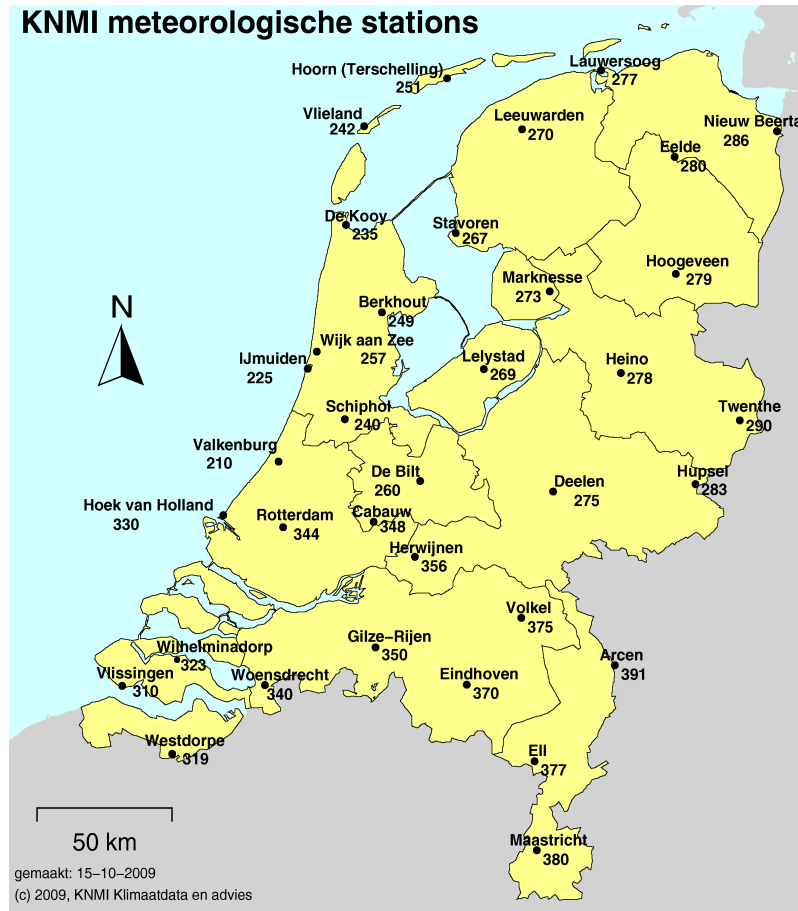 KNMI meteorologische stations
Lauwersoog
277
Hoorn (Terschelling)
251
Vlieland
242
Leeuwarden
270
Nieuw Beerta
286
Eelde
280
De Kooy
235
Stavoren
267
Hoogeveen
279
Marknesse
273
Berkhout
249
N
Wijk aan Zee
257
IJmuiden
225
Lelystad
269
Heino
278
Schiphol
240
Twenthe
290
Valkenburg
210
De Bilt
260
Deelen
275
Hupsel
283
Hoek van Holland
330
Rotterdam
344
Cabauw
348
Herwijnen
356
Volkel
375
Gilze–Rijen
350
Wilhelminadorp
323
Arcen
391
Vlissingen
310
Woensdrecht
340
Eindhoven
370
Westdorpe
319
Ell
377
50 km
Maastricht
380
gemaakt: 15–10–2009
(c) 2009, KNMI Klimaatdata en advies